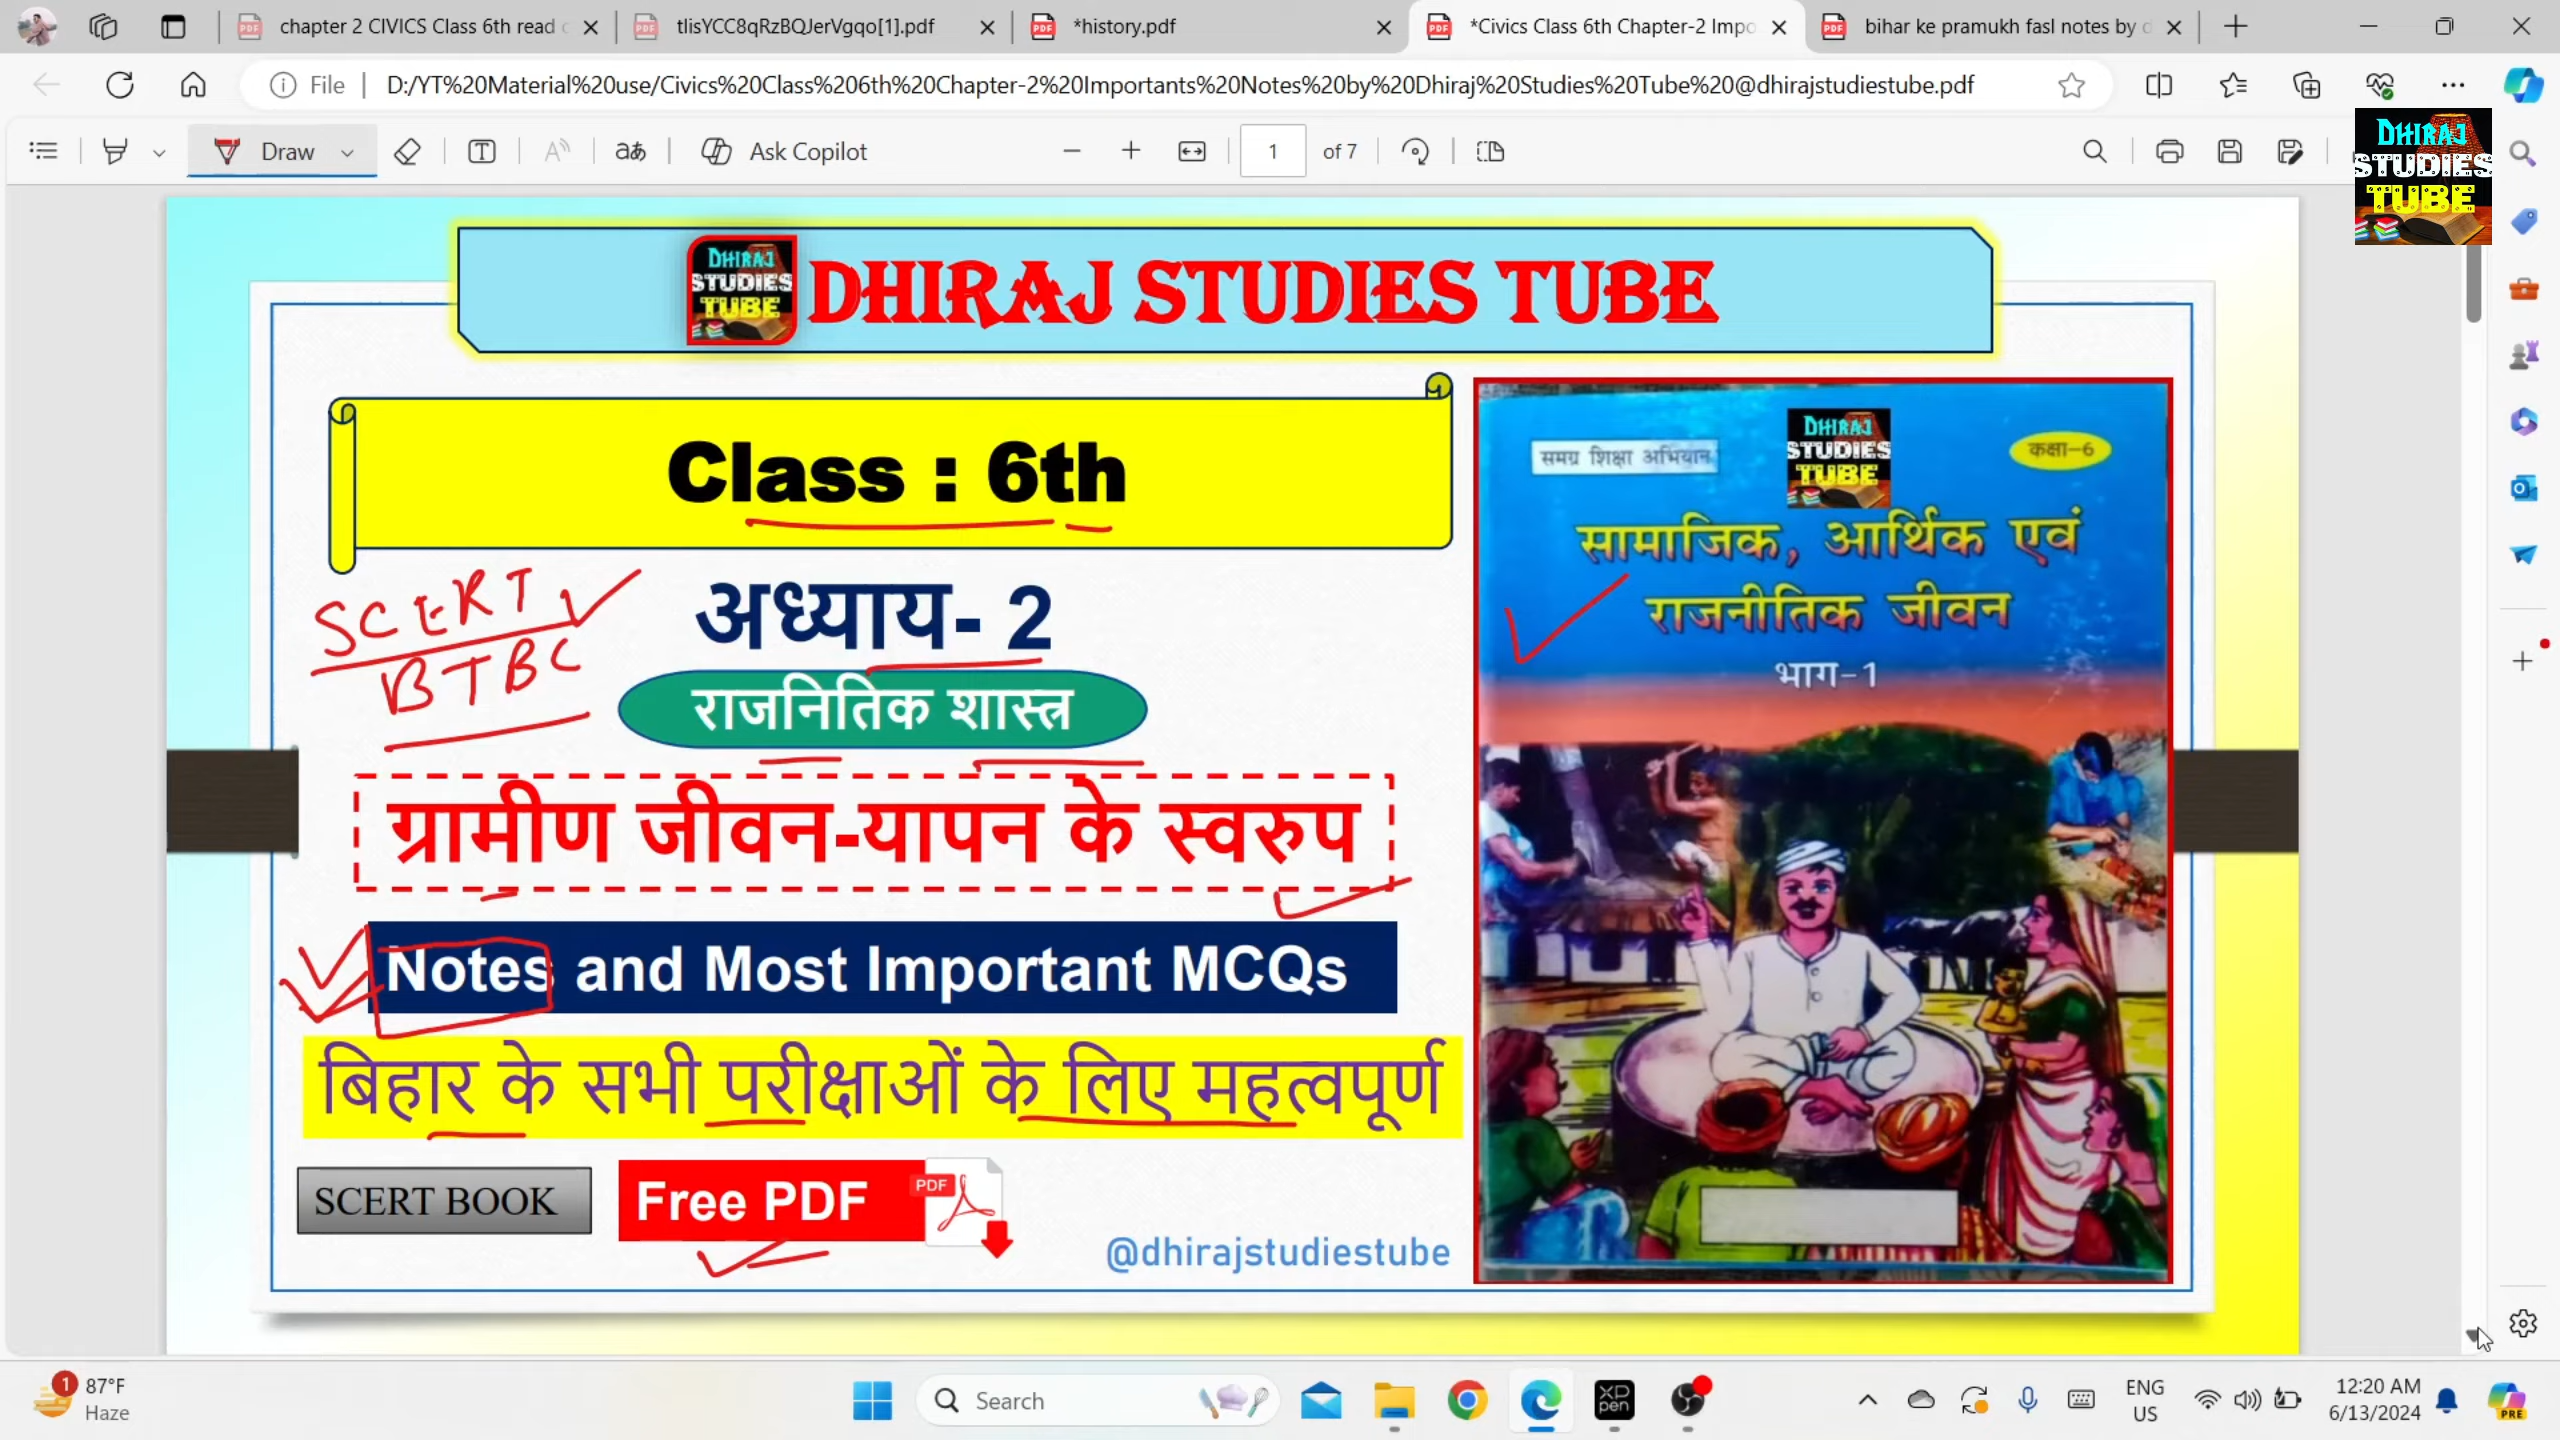 chapter 2 CIVICS Class 6th read
tlisYCC8qRzBQJerVgqo[1].pdf
*history.pdf
*Civics Class 6th Chapter-2 Impo
bihar ke pramukh fasl notes by
File
D:/YT%20Material%20use/Civics%20Class%206th%20Chapter-2%20Importants%20Notes%20by%20Dhiraj%20Studies%20Tube%20@dhirajstudiestube.pdf
Draw
Ask Copilot
1 of 7
DHIRAJ STUDIES TUBE
DHIRAJ STUDIES TUBE
DHIRAJ STUDIES TUBE
Class : 6th
समग्र शिक्षा अभियान
DHIRAJ STUDIES TUBE
कक्षा-6
सामाजिक, आर्थिक एवं
राजनीतिक जीवन
भाग-1
SCERT
BTBC
अध्याय- 2
राजनितिक शास्त्र
ग्रामीण जीवन-यापन के स्वरुप
Notes and Most Important MCQs
बिहार के सभी परीक्षाओं के लिए महत्वपूर्ण
SCERT BOOK
Free PDF
PDF
@dhirajstudiestube
1
87°F
Haze
Search
XP
pen
ENG
US
12:20 AM
6/13/2024
PRE